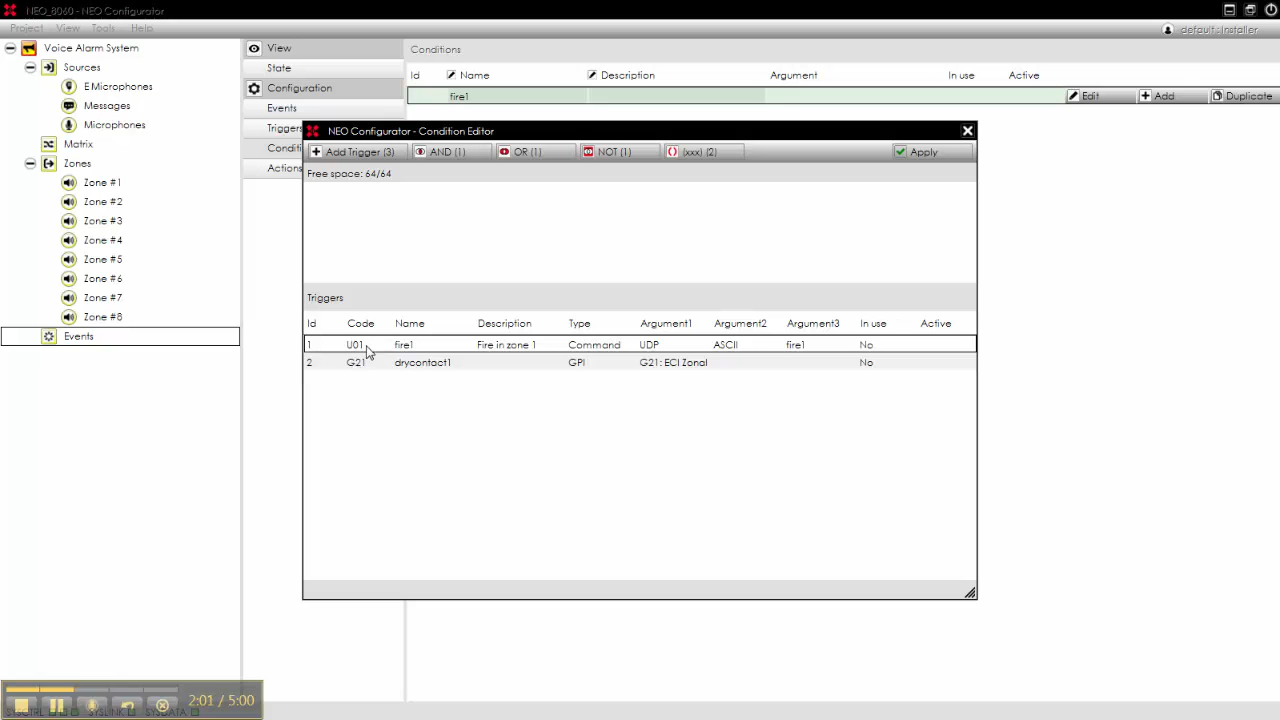 NEO_8060 - NEO Configurator
Project View Tools Help
default : Installer
Voice Alarm System
Sources
E Microphones
Messages
Microphones
Matrix
Zones
Zone #1
Zone #2
Zone #3
Zone #4
Zone #5
Zone #6
Zone #7
Zone #8
Events
View
State
Configuration
Events
Triggers
Conditi
Actions
Conditions
Id Name Description Argument In use Active
fire1 Edit Add Duplicate
NEO Configurator - Condition Editor
Add Trigger (3) AND (1) OR (1) NOT (1) (xxx) (2) Apply
Free space: 64/64
Triggers
Id Code Name Description Type Argument1 Argument2 Argument3 In use Active
1 U01 fire1 Fire in zone 1 Command UDP ASCII fire1 No
2 G21 drycontact1 GPI G21: ECI Zonal No
2:01 / 5:00
SYSCTRL SYSLINK SYSDATA